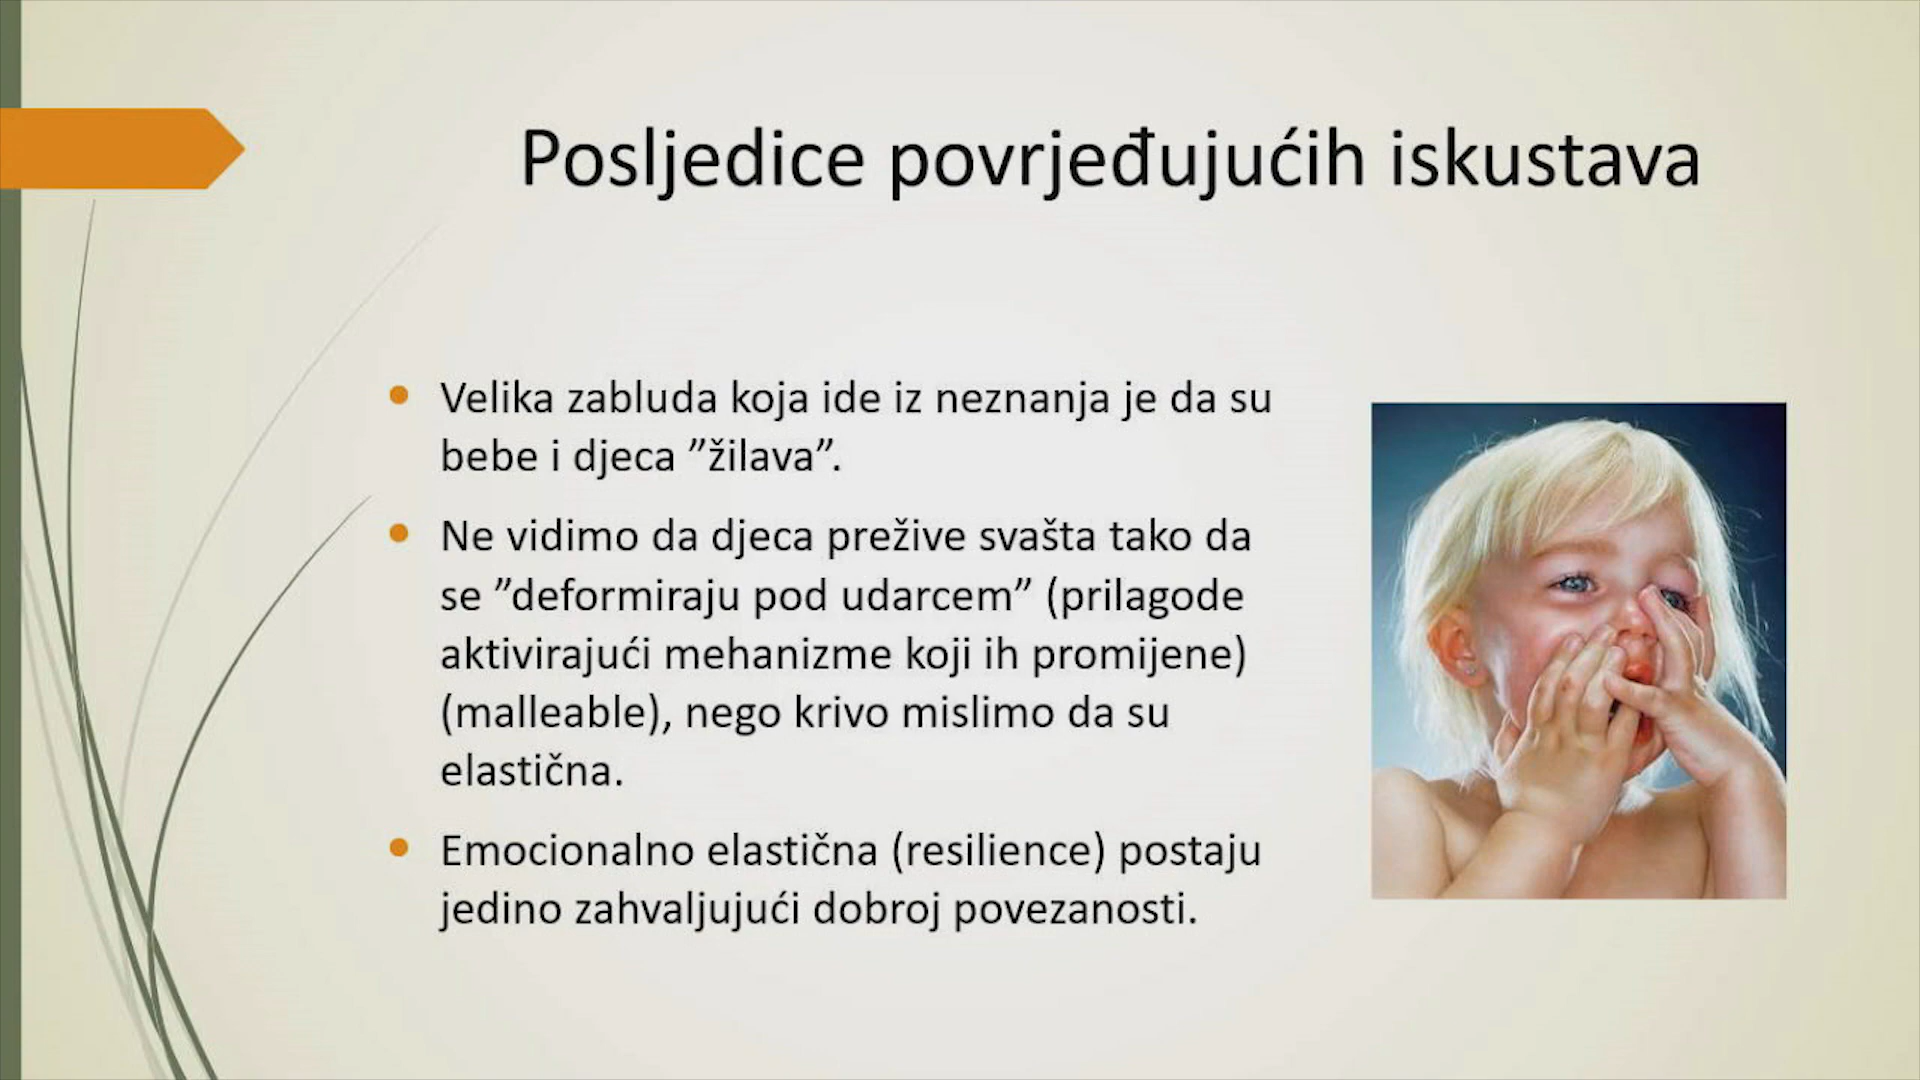 Posljedice povrjeđujućih iskustava
Velika zabluda koja ide iz neznanja je da su
bebe i djeca ”žilava”.
Ne vidimo da djeca prežive svašta tako da
se ”deformiraju pod udarcem” (prilagode
aktivirajući mehanizme koji ih promijene)
(malleable), nego krivo mislimo da su
elastična.
Emocionalno elastična (resilience) postaju
jedino zahvaljujući dobroj povezanosti.